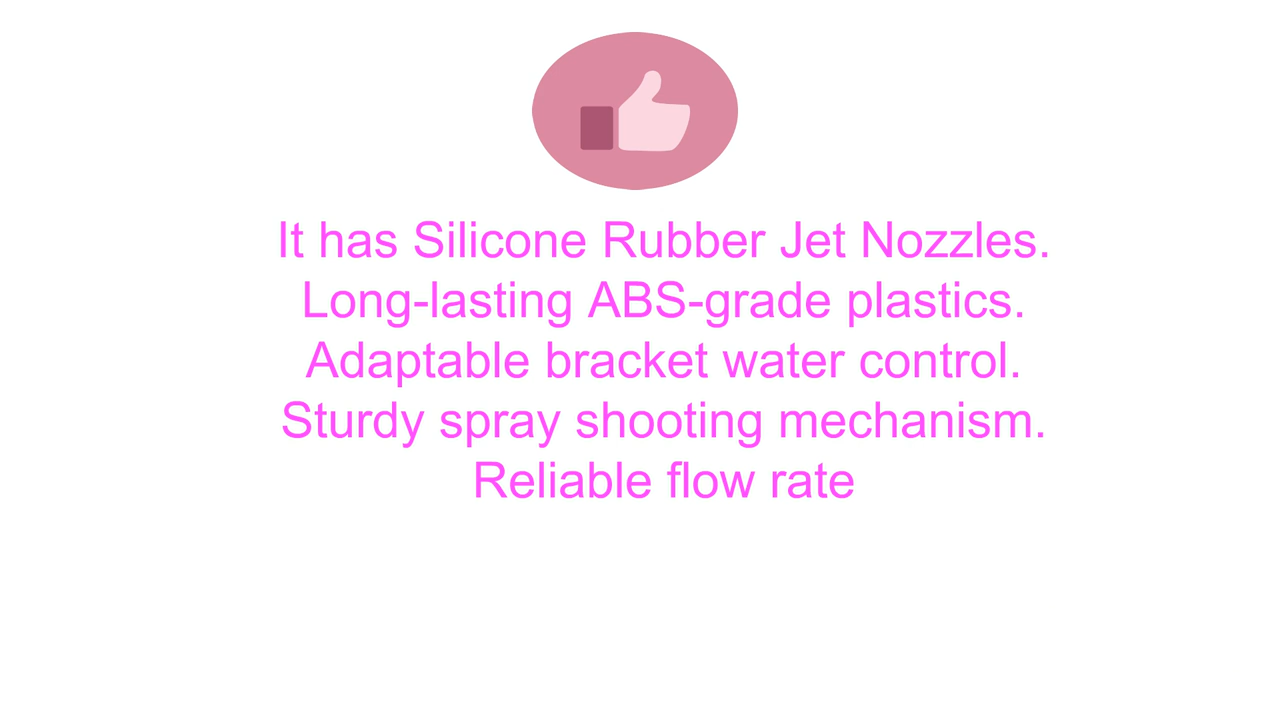 It has Silicone Rubber Jet Nozzles.
Long-lasting ABS-grade plastics.
Adaptable bracket water control.
Sturdy spray shooting mechanism.
Reliable flow rate